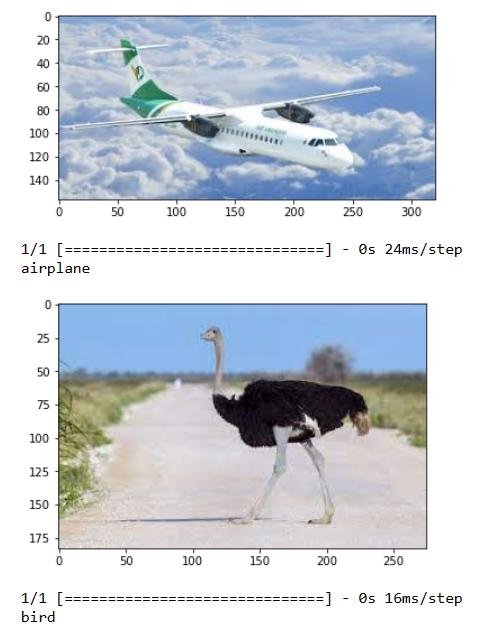 0
20
40
60
80
100
120
140
0 50 100 150 200 250 300
1/1 [==============================] - 0s 24ms/step
airplane
0
25
50
75
100
125
150
175
0 50 100 150 200 250
1/1 [==============================] - 0s 16ms/step
bird